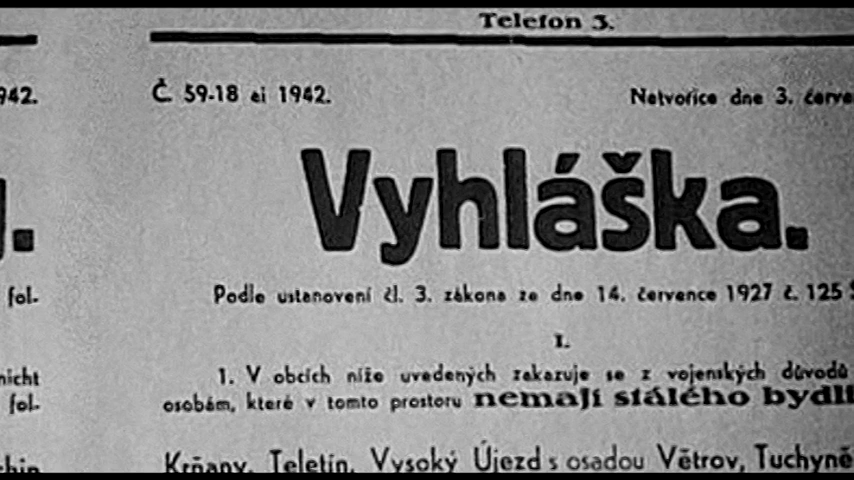 Telefon 3.
942.
Č 59-18 ai 1942.
Netvořice dne 3. červe
Vyhláška.
Podle ustanovení čl. 3. zákona ze dne 14. července 1927 č. 125
fol-
I.
nicht
1. V obcích níže uvedených zakazuje se z vojenských důvodů
fol-
osobám, které v tomto prostoru nemají stálého bydli
Krňany, Teletín, Vysoký Újezd s osadou Větrov, Tuchyně